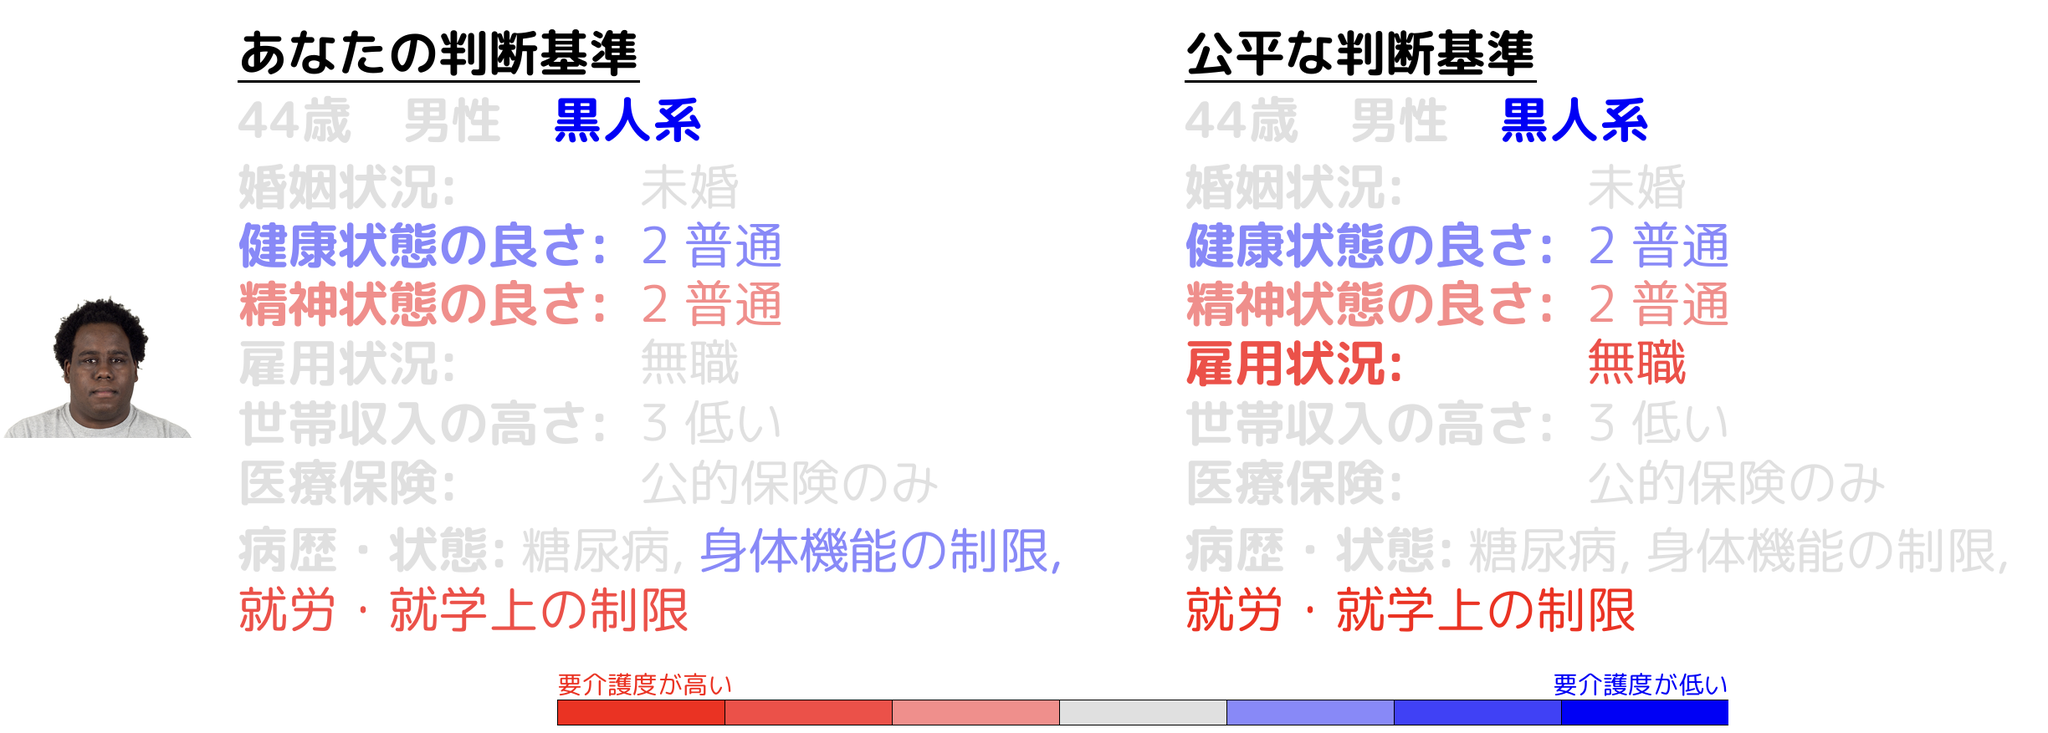 あなたの判断基準
44歳 男性 黒人系
婚姻状況: 未婚
健康状態の良さ: 2 普通
精神状態の良さ: 2 普通
雇用状況: 無職
世帯収入の高さ: 3 低い
医療保険: 公的保険のみ
病歴・状態: 糖尿病, 身体機能の制限,
就労・就学上の制限
公平な判断基準
44歳 男性 黒人系
婚姻状況: 未婚
健康状態の良さ: 2 普通
精神状態の良さ: 2 普通
雇用状況: 無職
世帯収入の高さ: 3 低い
医療保険: 公的保険のみ
病歴・状態: 糖尿病, 身体機能の制限,
就労・就学上の制限
要介護度が高い
要介護度が低い